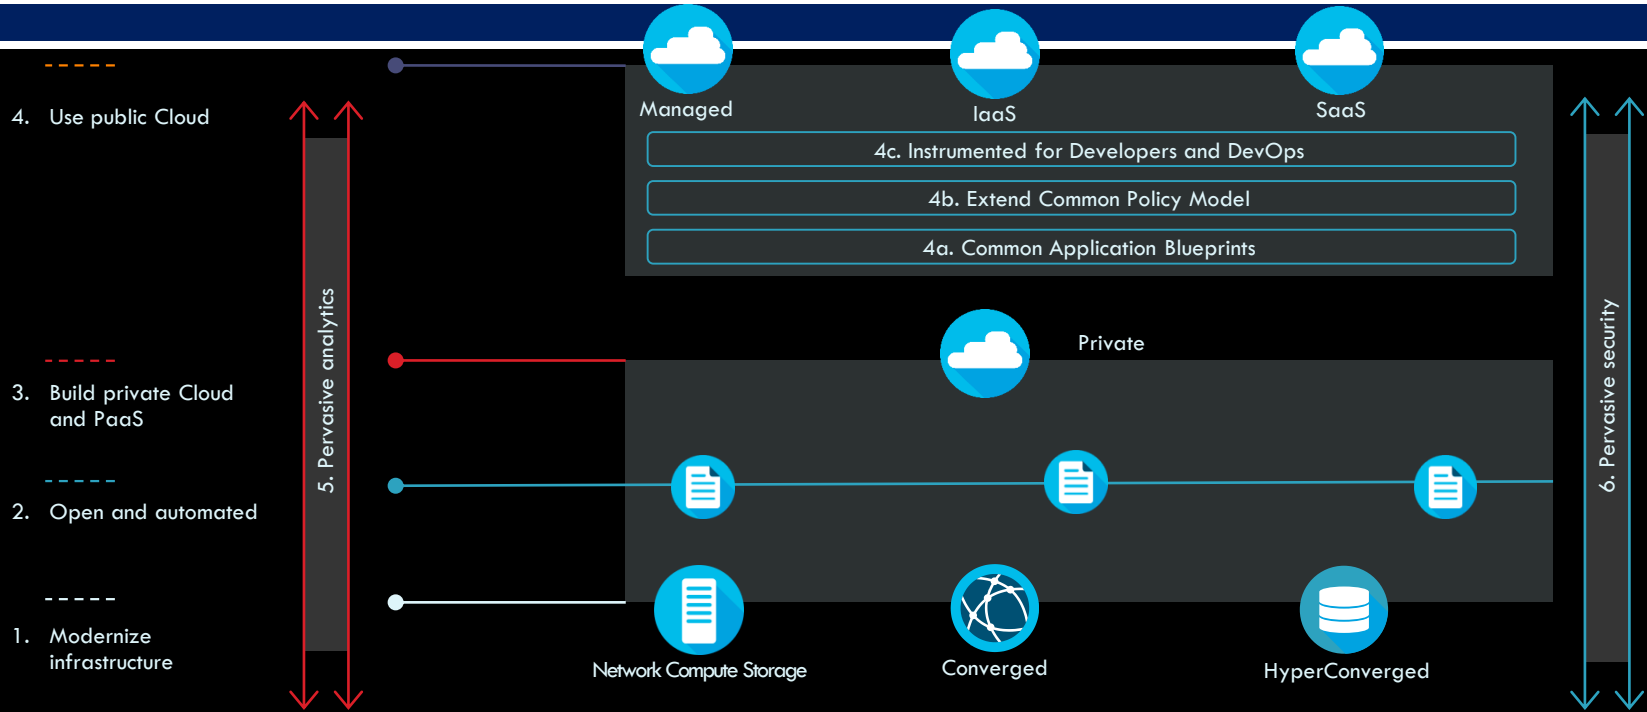 Managed
IaaS
SaaS
4. Use public Cloud
4c. Instrumented for Developers and DevOps
4b. Extend Common Policy Model
4a. Common Application Blueprints
Private
3. Build private Cloud
and PaaS
5. Pervasive analytics
6. Pervasive security
2. Open and automated
1. Modernize
infrastructure
Network Compute Storage
Converged
HyperConverged